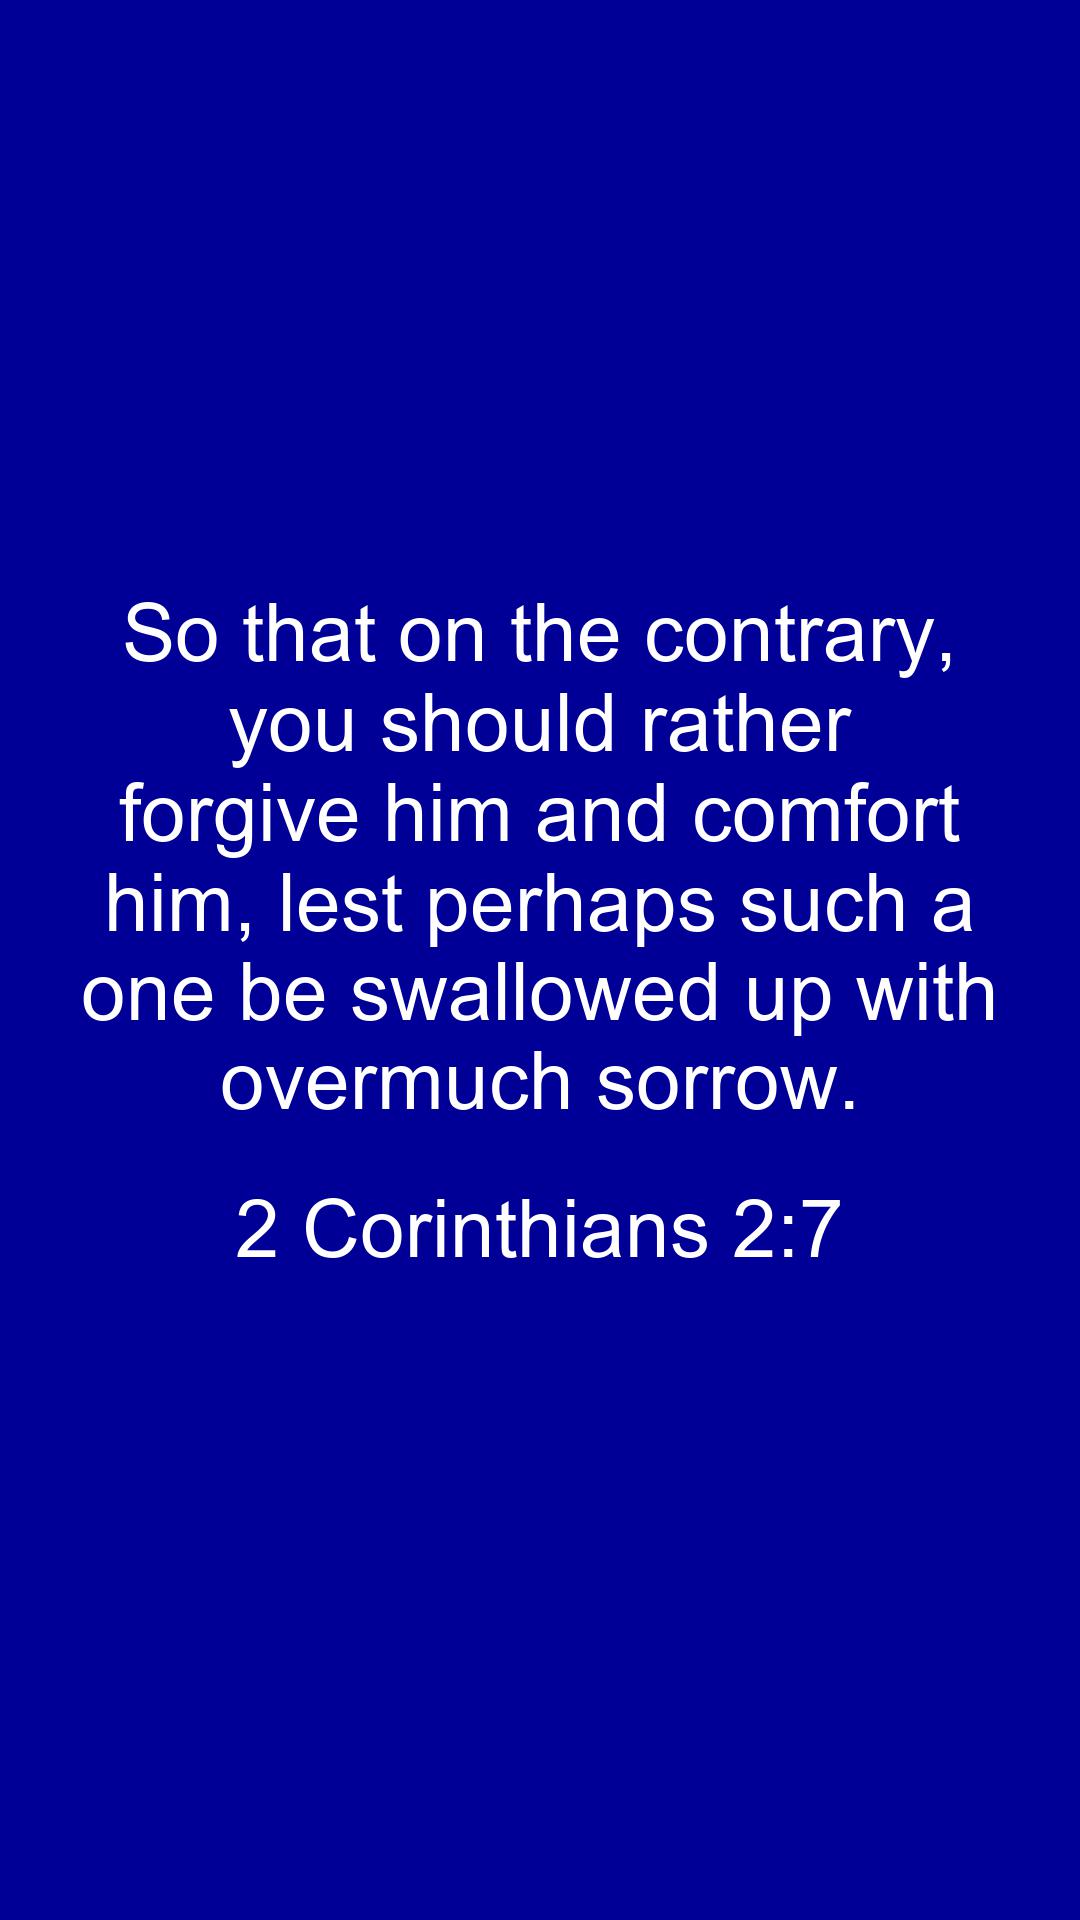 So that on the contrary,
you should rather
forgive him and comfort
him, lest perhaps such a
one be swallowed up with
overmuch sorrow.
2 Corinthians 2:7